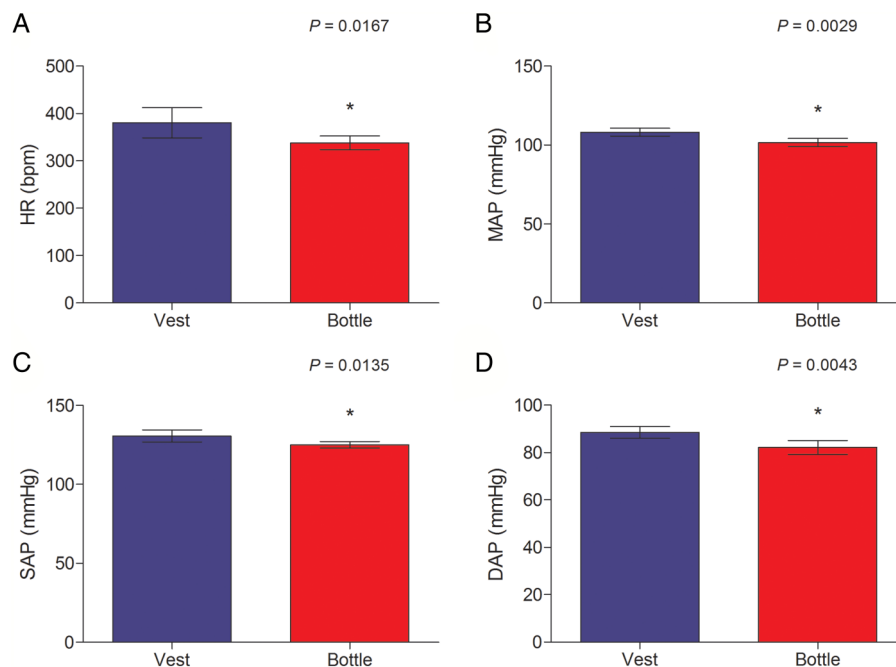 A
P = 0.0167
500
400
300
200
100
0
HR (bpm)
*
Vest
Bottle
B
P = 0.0029
150
100
50
0
MAP (mmHg)
*
Vest
Bottle
C
P = 0.0135
150
100
50
0
SAP (mmHg)
*
Vest
Bottle
D
P = 0.0043
100
80
60
40
20
0
DAP (mmHg)
*
Vest
Bottle